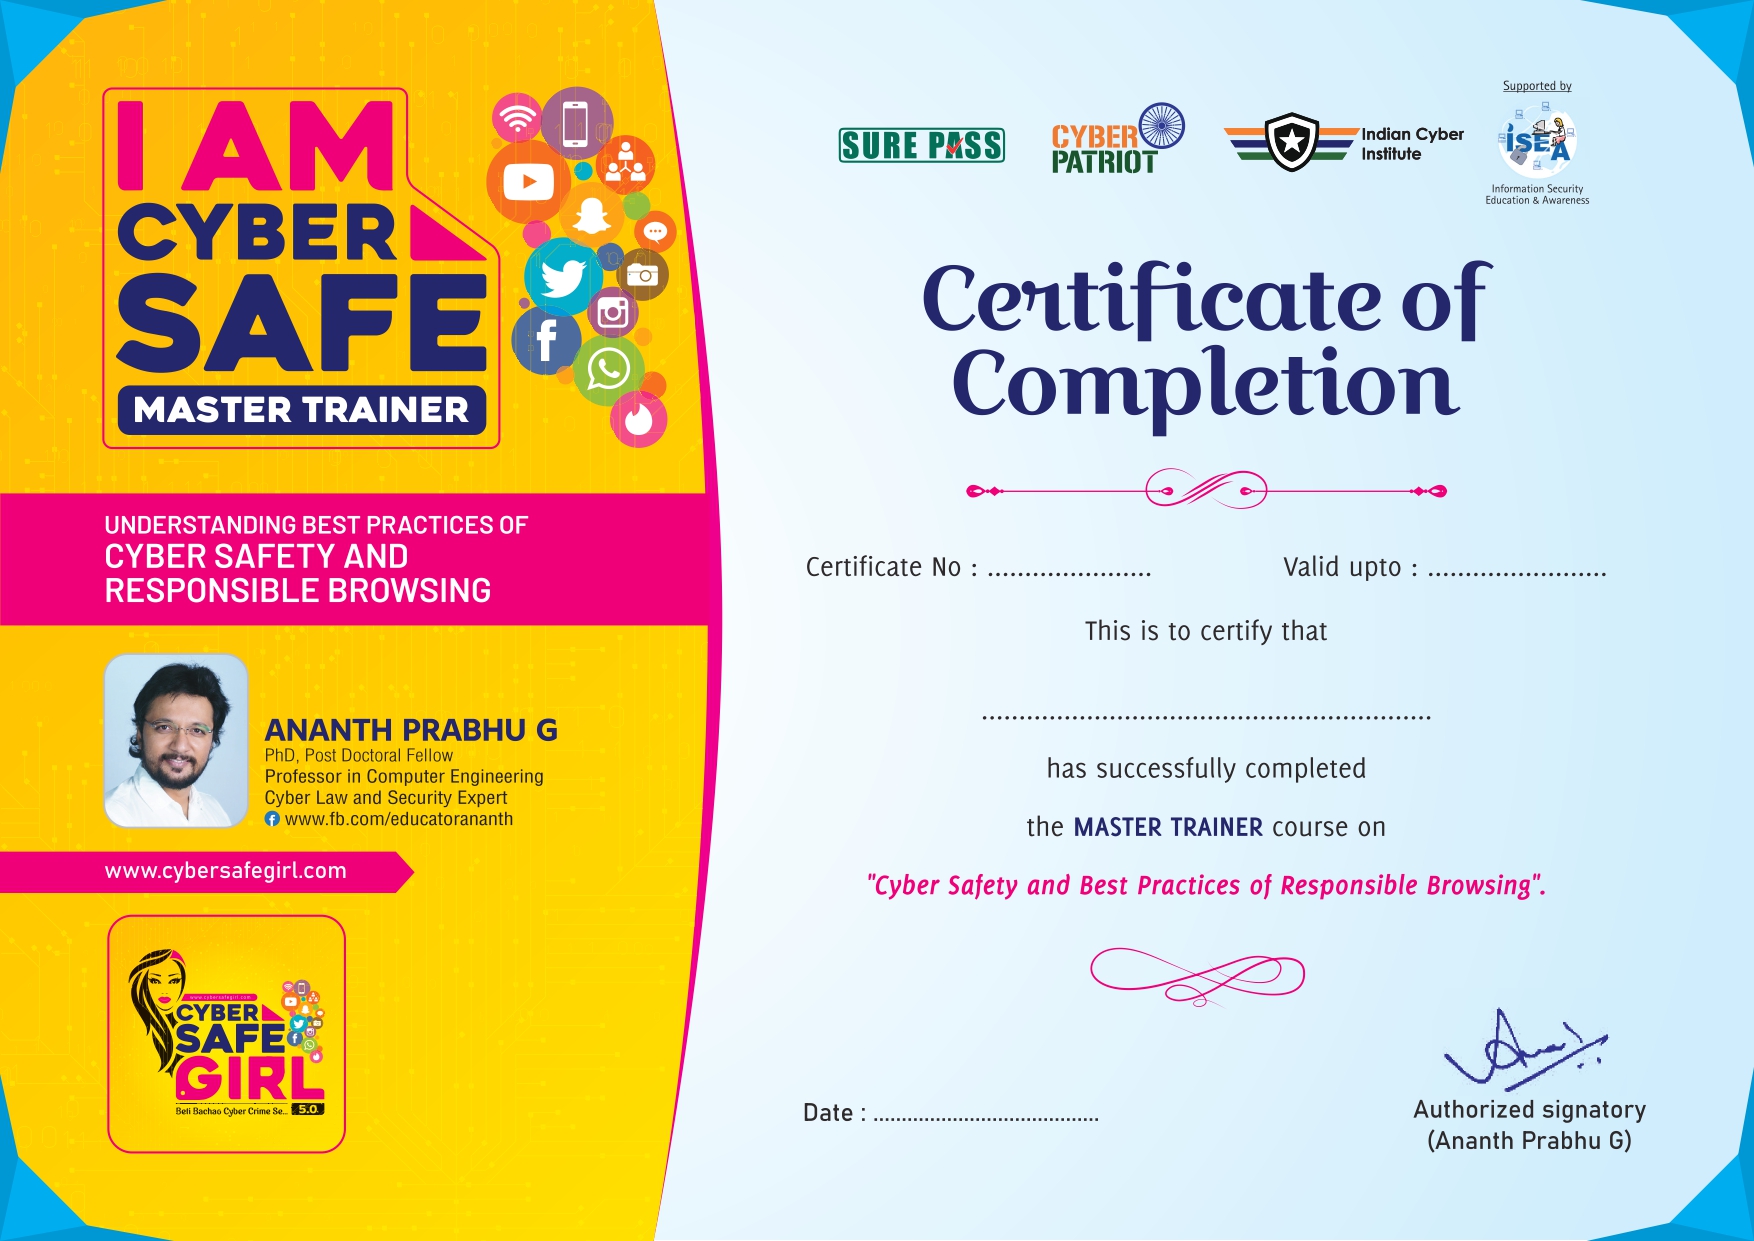 I AM
CYBER
SAFE
MASTER TRAINER
UNDERSTANDING BEST PRACTICES OF
CYBER SAFETY AND
RESPONSIBLE BROWSING
ANANTH PRABHU G
PhD, Post Doctoral Fellow
Professor in Computer Engineering
Cyber Law and Security Expert
www.fb.com/educatorananth
www.cybersafegirl.com
www.cybersafegirl.com
CYBER
SAFE
GIRL
Beti Bachao Cyber Crime Se... 5.0
SURE PASS
CYBER
PATRIOT
Indian Cyber
Institute
Supported by
ISEA
Information Security
Education & Awareness
Certificate of
Completion
Certificate No : ...................... Valid upto : ........................
This is to certify that
............................................................
has successfully completed
the MASTER TRAINER course on
"Cyber Safety and Best Practices of Responsible Browsing".
Date : ........................................
Authorized signatory
(Ananth Prabhu G)